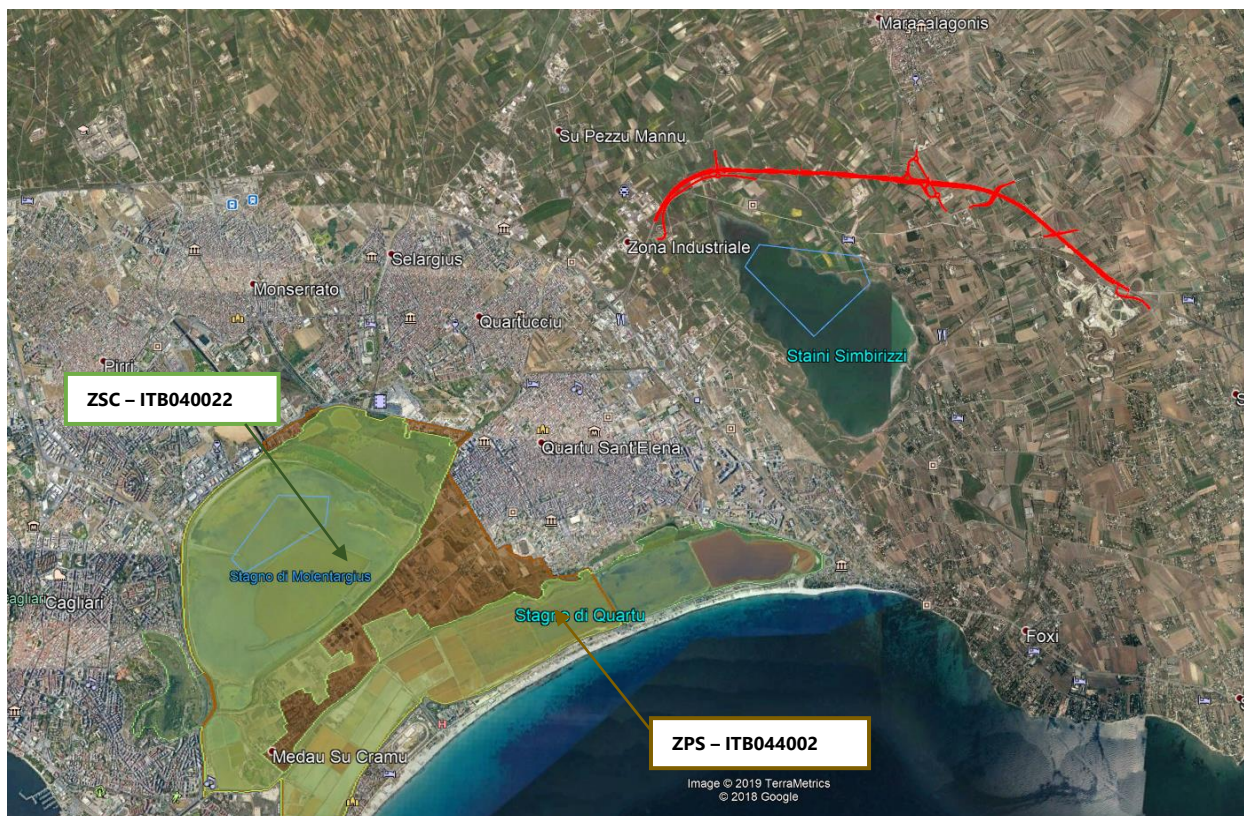 Maracalagonis
Su Pezzu Mannu
Zona Industriale
Selargius
Monserrato
Quartucciu
Pirri
Staini Simbirizzi
ZSC – ITB040022
Quartu Sant'Elena
Stagno di Molentargius
Cagliari
Stagno di Quartu
Foxi
ZPS – ITB044002
Medau Su Cramu
H
Image © 2019 TerraMetrics
© 2018 Google